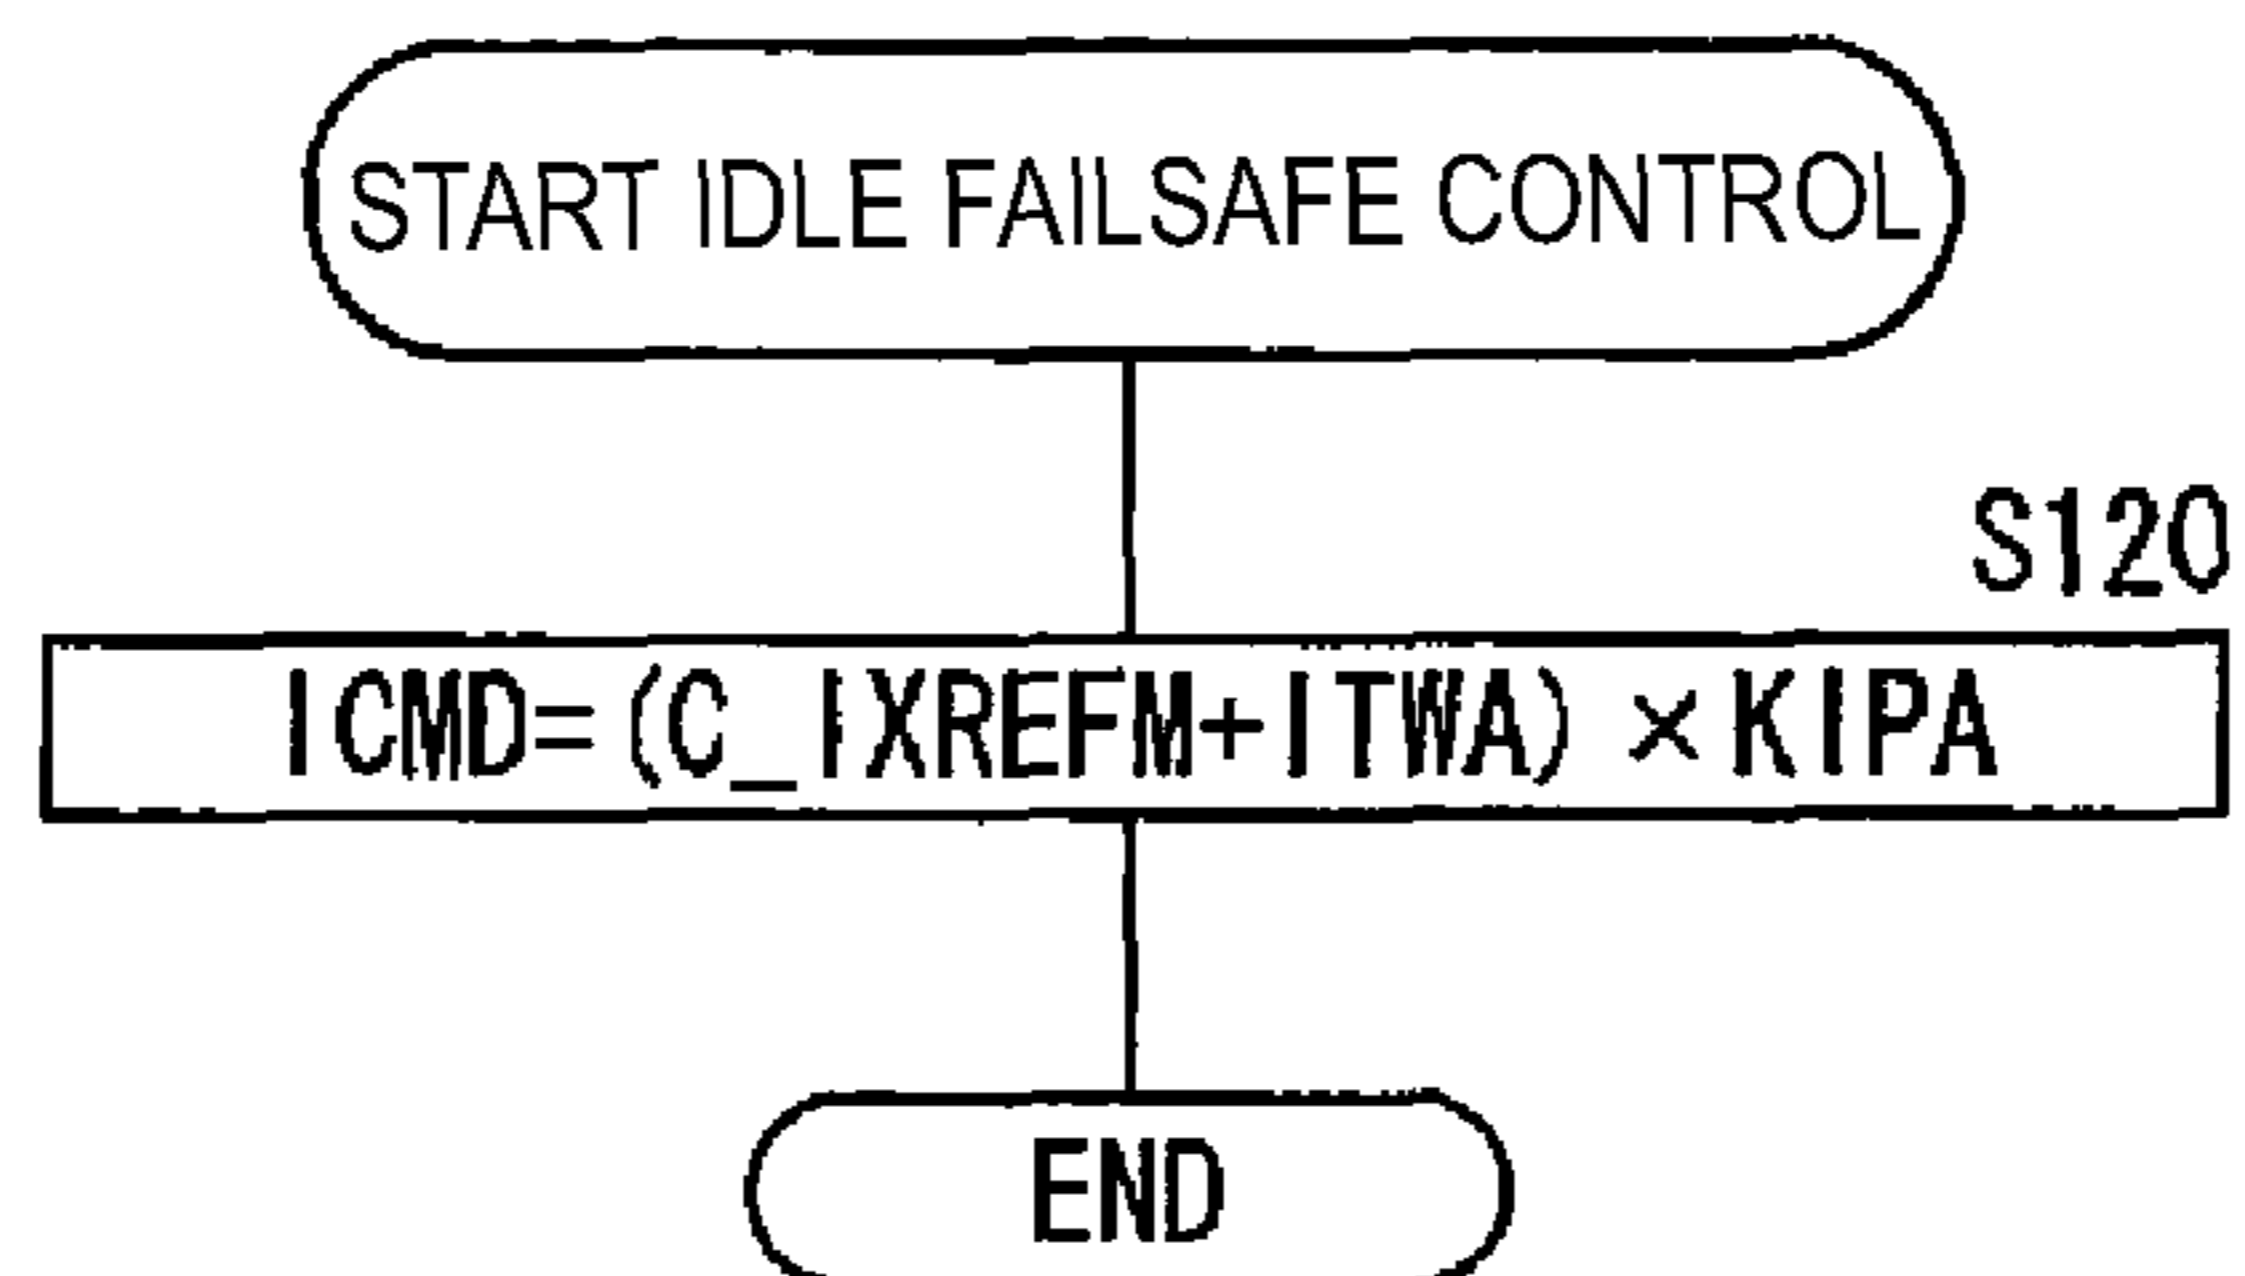 START IDLE FAILSAFE CONTROL
S120
ICMD=(C_IXREFM+ITWA)×KIPA
END